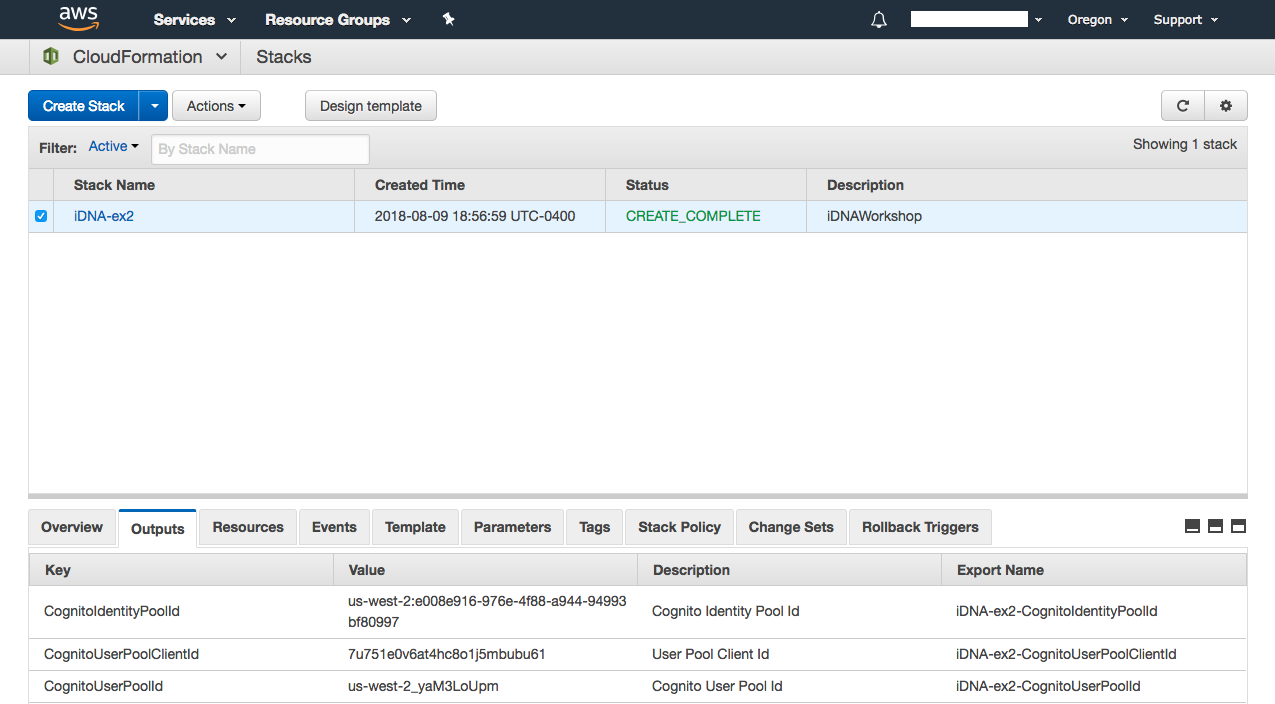 aws Services Resource Groups Oregon Support
CloudFormation Stacks
Create Stack Actions Design template
Filter: Active By Stack Name Showing 1 stack
Stack Name Created Time Status Description
iDNA-ex2 2018-08-09 18:56:59 UTC-0400 CREATE_COMPLETE iDNAWorkshop
Overview Outputs Resources Events Template Parameters Tags Stack Policy Change Sets Rollback Triggers
Key Value Description Export Name
CognitoIdentityPoolId us-west-2:e008e916-976e-4f88-a944-94993 Cognito Identity Pool Id iDNA-ex2-CognitoIdentityPoolId
bf80997
CognitoUserPoolClientId 7u751e0v6at4hc8o1j5mbubu61 User Pool Client Id iDNA-ex2-CognitoUserPoolClientId
CognitoUserPoolId us-west-2_yaM3LoUpm Cognito User Pool Id iDNA-ex2-CognitoUserPoolId